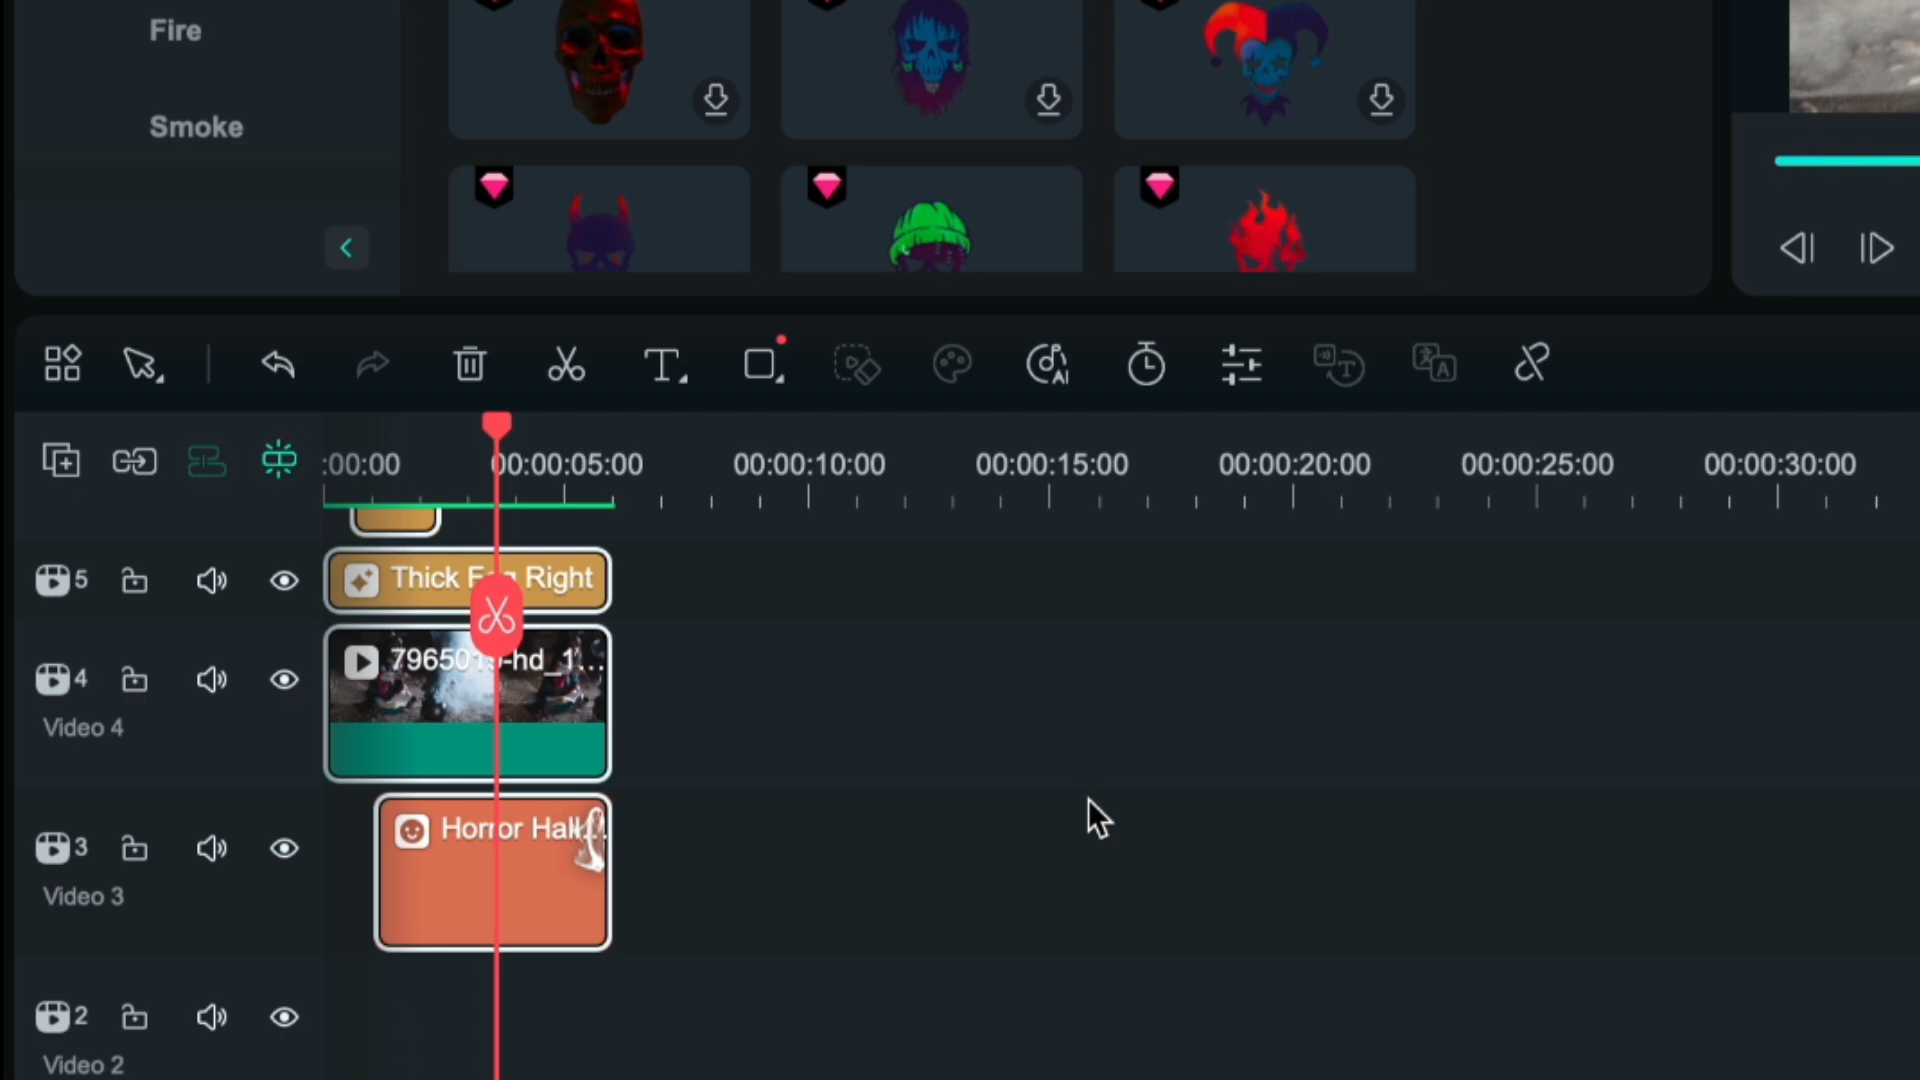 Fire
Smoke
:00:00 00:00:05:00 00:00:10:00 00:00:15:00 00:00:20:00 00:00:25:00 00:00:30:00
5
Thick Right
4
hd_1...
Video 4
3
Horror Hall...
Video 3
2
Video 2